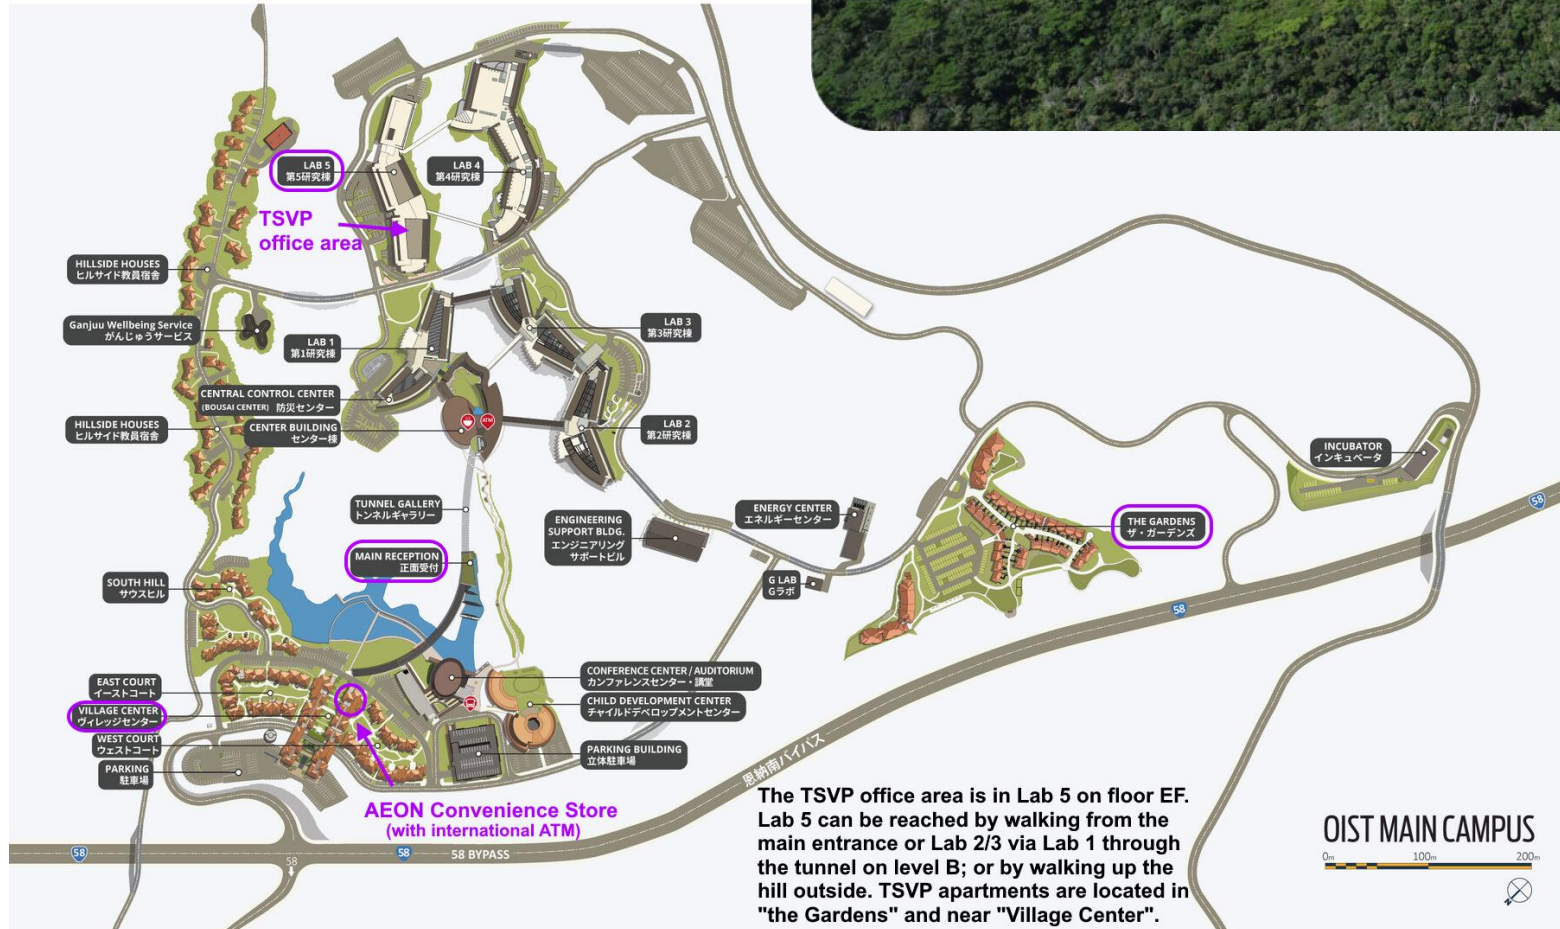 LAB 5
第5研究棟
LAB 4
第4研究棟
TSVP
office area
HILLSIDE HOUSES
ヒルサイド教員宿舎
Ganjuu Wellbeing Service
がんじゅうサービス
LAB 1
第1研究棟
LAB 3
第3研究棟
CENTRAL CONTROL CENTER
(BOUSAI CENTER) 防災センター
HILLSIDE HOUSES
ヒルサイド教員宿舎
CENTER BUILDING
センター棟
ATM
LAB 2
第2研究棟
INCUBATOR
インキュベータ
58
TUNNEL GALLERY
トンネルギャラリー
ENGINEERING
SUPPORT BLDG.
エンジニアリング
サポートビル
ENERGY CENTER
エネルギーセンター
THE GARDENS
ザ・ガーデンズ
MAIN RECEPTION
正面受付
G LAB
Gラボ
SOUTH HILL
サウスヒル
58
EAST COURT
イーストコート
VILLAGE CENTER
ヴィレッジセンター
WEST COURT
ウェストコート
PARKING
駐車場
CONFERENCE CENTER / AUDITORIUM
カンファレンスセンター・講堂
CHILD DEVELOPMENT CENTER
チャイルドデベロップメントセンター
PARKING BUILDING
立体駐車場
恩納南バイパス
AEON Convenience Store
(with international ATM)
58
58
58
58 BYPASS
The TSVP office area is in Lab 5 on floor EF.
Lab 5 can be reached by walking from the
main entrance or Lab 2/3 via Lab 1 through
the tunnel on level B; or by walking up the
hill outside. TSVP apartments are located in
"the Gardens" and near "Village Center".
OIST MAIN CAMPUS
0m 100m 200m